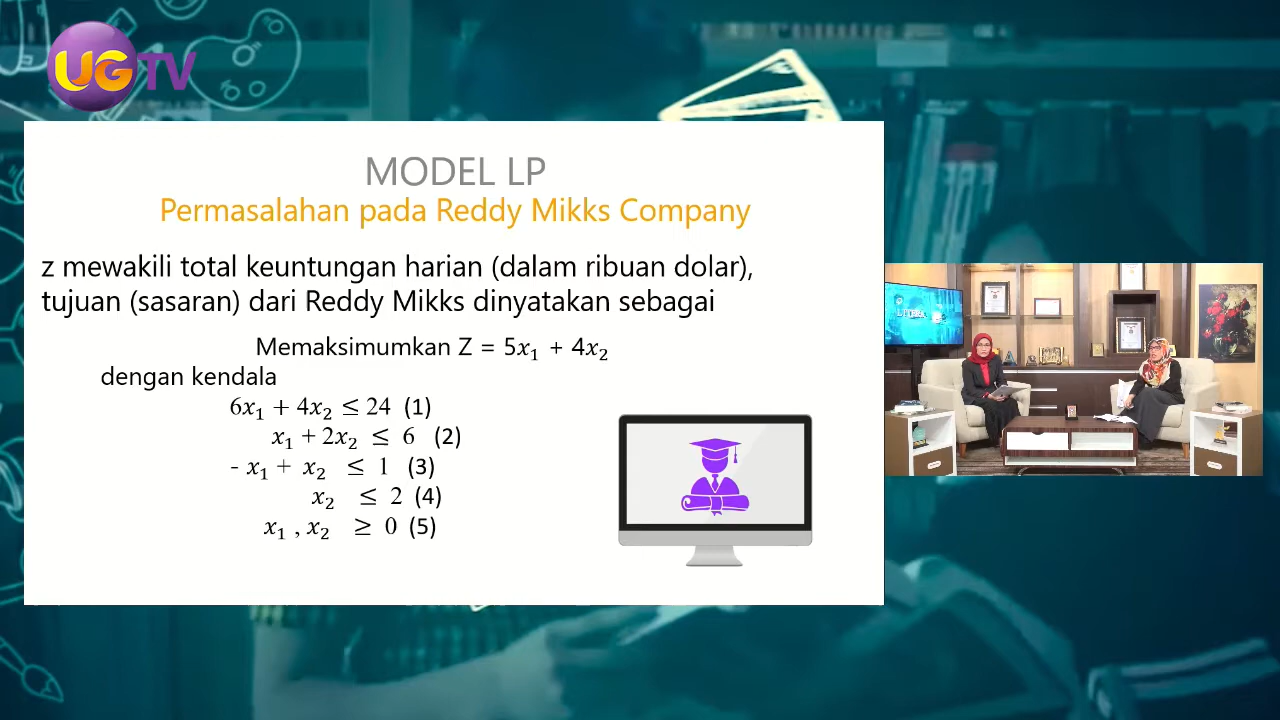 UGTV
MODEL LP
Permasalahan pada Reddy Mikks Company
z mewakili total keuntungan harian (dalam ribuan dolar),
tujuan (sasaran) dari Reddy Mikks dinyatakan sebagai
Memaksimumkan Z = 5x₁ + 4x₂
dengan kendala
6x₁ + 4x₂ ≤ 24 (1)
x₁ + 2x₂ ≤ 6 (2)
- x₁ + x₂ ≤ 1 (3)
x₂ ≤ 2 (4)
x₁ , x₂ ≥ 0 (5)